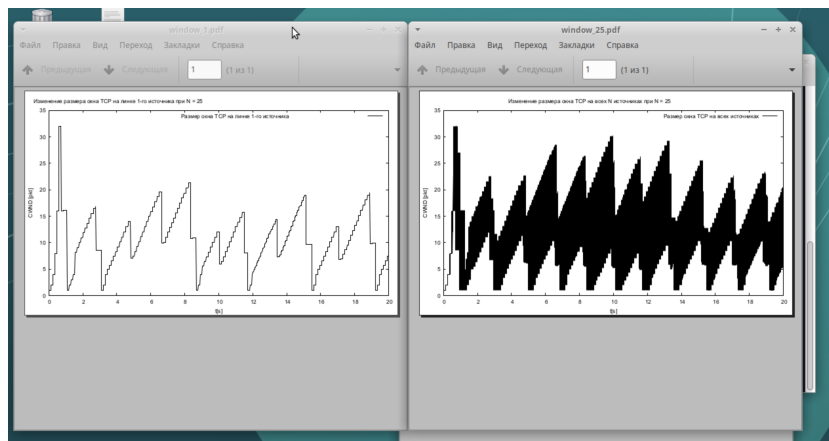 window_1.pdf
Файл Правка Вид Переход Закладки Справка
Предыдущая Следующая 1 (1 из 1)
Изменение размера окна TCP на линке 1-го источника при N = 25
Размер окна TCP на линке 1-го источника
CWND [pkt]
35
30
25
20
15
10
5
0
0 2 4 6 8 10 12 14 16 18 20
t[s]
window_25.pdf
Файл Правка Вид Переход Закладки Справка
Предыдущая Следующая 1 (1 из 1)
Изменение размера окна TCP на всех N источниках при N = 25
Размер окна TCP на всех источниках
CWND [pkt]
35
30
25
20
15
10
5
0
0 2 4 6 8 10 12 14 16 18 20
t[s]